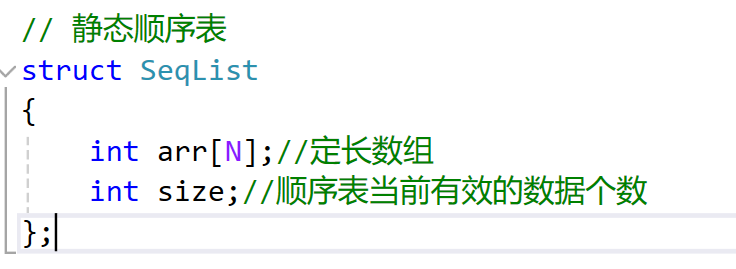 // 静态顺序表
struct SeqList
{
    int arr[N];//定长数组
    int size;//顺序表当前有效的数据个数
};